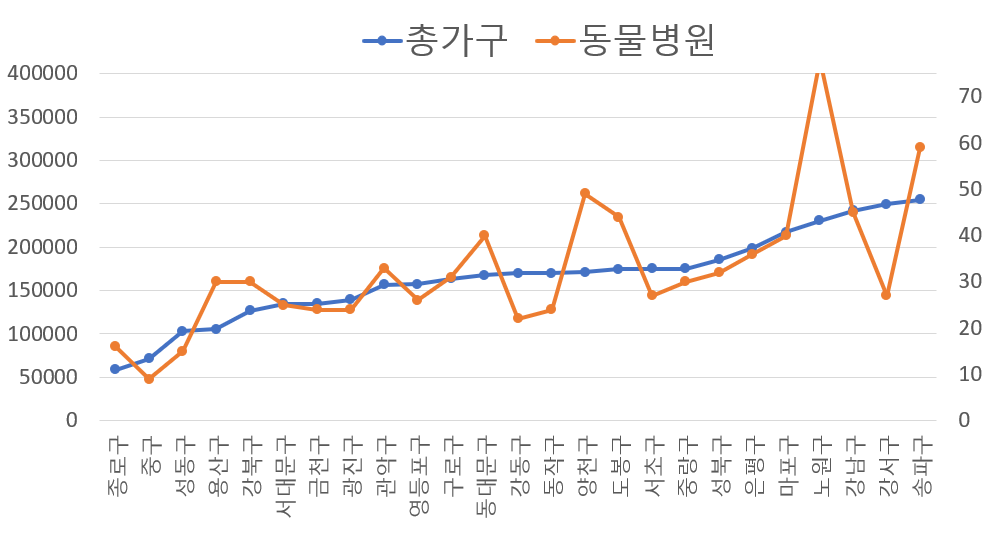 총가구 동물병원
400000
350000
300000
250000
200000
150000
100000
50000
0
70
60
50
40
30
20
10
0
종로구
중구
성동구
용산구
강북구
서대문구
금천구
광진구
관악구
영등포구
구로구
동대문구
강동구
동작구
양천구
도봉구
서초구
중랑구
성북구
은평구
마포구
노원구
강남구
강서구
송파구